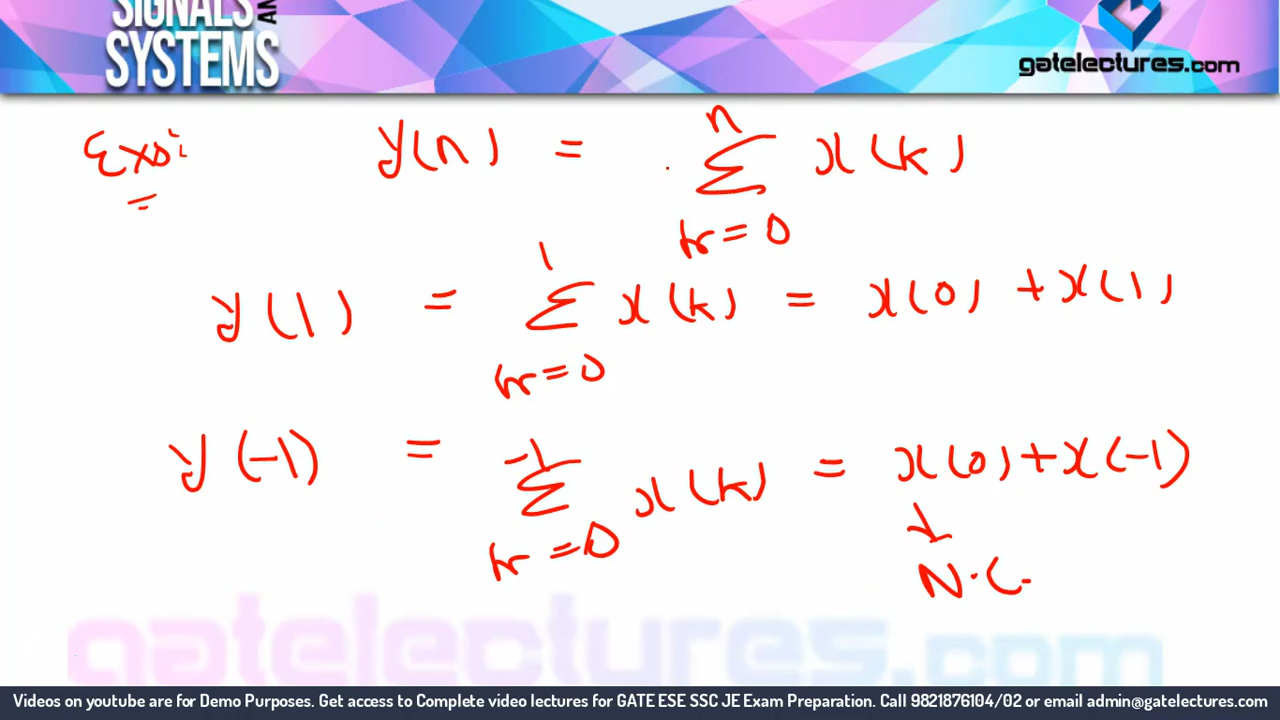 SIGNALS AND
SYSTEMS
gatelectures.com
Ex:
y(n) = Σ_{k=0}^{n} x(k)
y(1) = Σ_{k=0}^{1} x(k) = x(0) + x(1)
y(-1) = Σ_{k=0}^{-1} x(k) = x(0) + x(-1)
↓
N.C.
gatelectures.com
Videos on youtube are for Demo Purposes. Get access to Complete video lectures for GATE ESE SSC JE Exam Preparation. Call 9821876104/02 or email admin@gatelectures.com